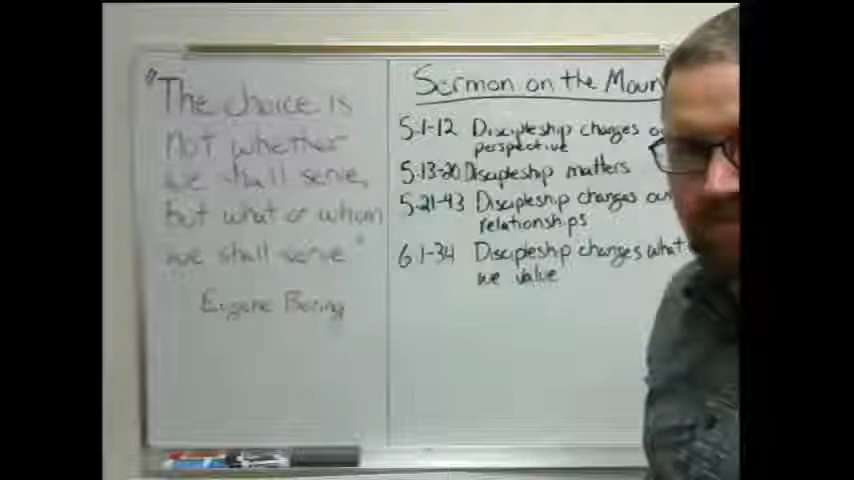 "The choice is
not whether
we shall serve,
but what or whom
we shall serve"
Eugene Boring
Sermon on the Moun
5:1-12 Discipleship changes o
perspective
5:13-20 Discipleship matters
5:21-43 Discipleship changes our
relationships
6:1-34 Discipleship changes what
we value